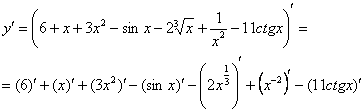 y' = (6 + x + 3x² − sin x − 2∛x + 1/x² − 11ctgx)' =
= (6)' + (x)' + (3x²)' − (sin x)' − (2x^(1/3))' + (x⁻²)' − (11ctgx)'